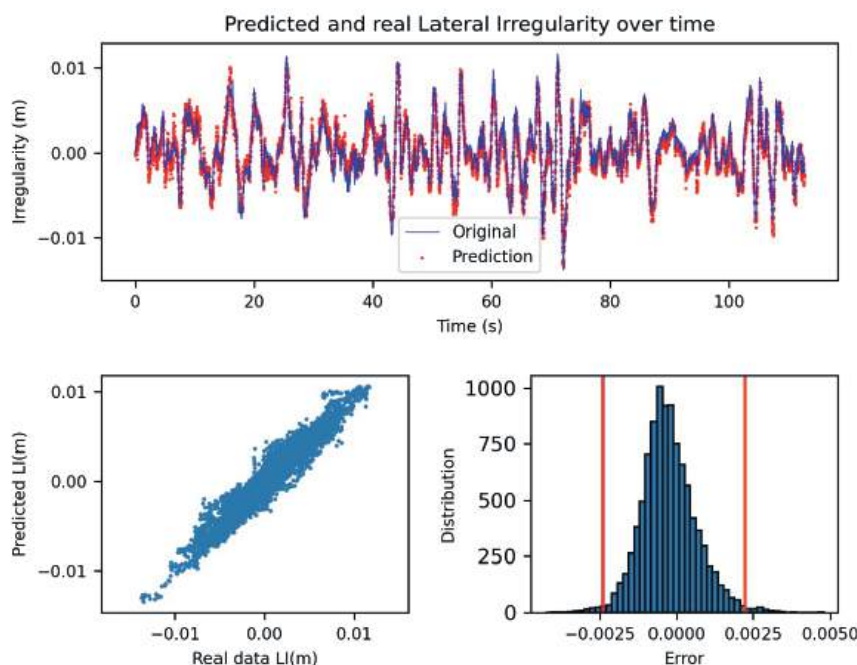 Predicted and real Lateral Irregularity over time
Irregularity (m)
0.01
0.00
−0.01
Original
Prediction
0
20
40
60
80
100
Time (s)
Predicted LI(m)
0.01
0.00
−0.01
−0.01
0.00
0.01
Real data LI(m)
Distribution
1000
750
500
250
0
−0.0025
0.0000
0.0025
0.0050
Error